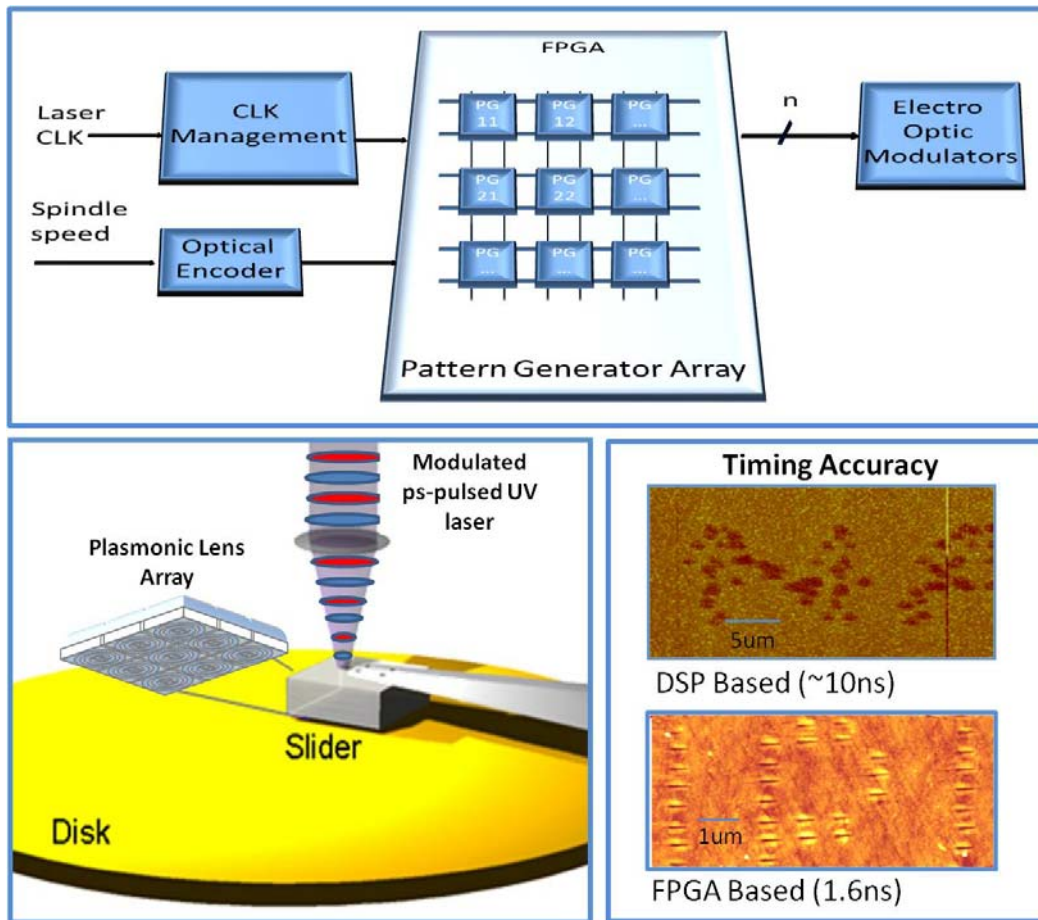 FPGA
Laser
CLK
CLK
Management
PG
11
PG
12
PG
...
n
Electro
Optic
Modulators
PG
21
PG
22
PG
...
Spindle
speed
Optical
Encoder
PG
...
PG
...
PG
...
Pattern Generator Array
Modulated
ps-pulsed UV
laser
Plasmonic Lens
Array
Slider
Disk
Timing Accuracy
5um
DSP Based (~10ns)
1um
FPGA Based (1.6ns)